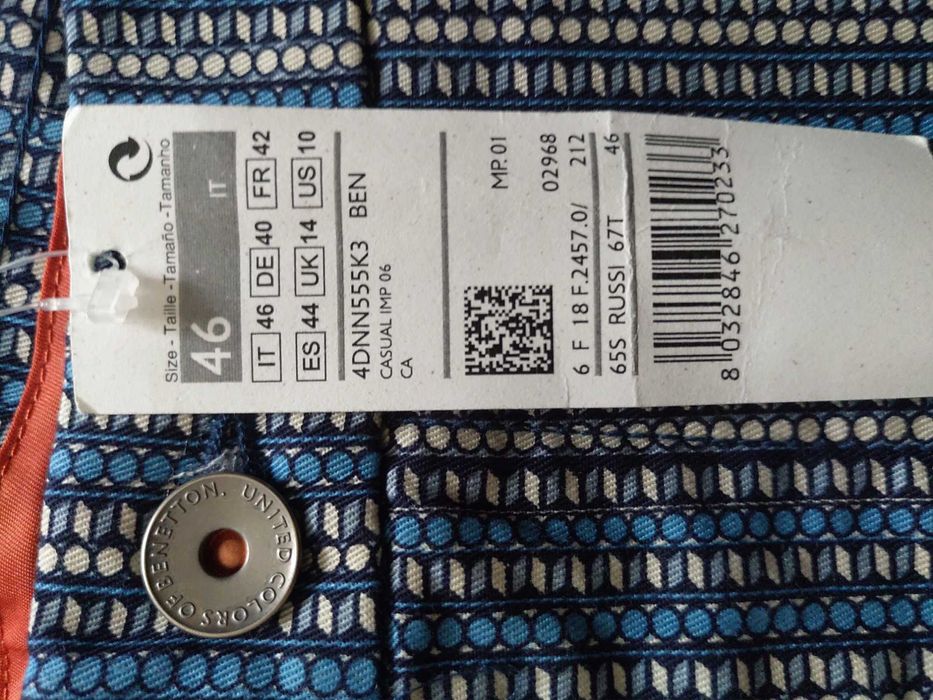 Size - Taille -Tamaño -Tamanho
46 IT
IT 46 DE 40 FR 42
ES 44 UK 14 US 10
4DNN555K3 BEN
CASUAL IMP 06
CA
MP.01
02968
6 F 18 F.2457.0/ 212
65S RUSSI 67T 46
8 032846 270233
UNITED COLORS OF BENETTON.